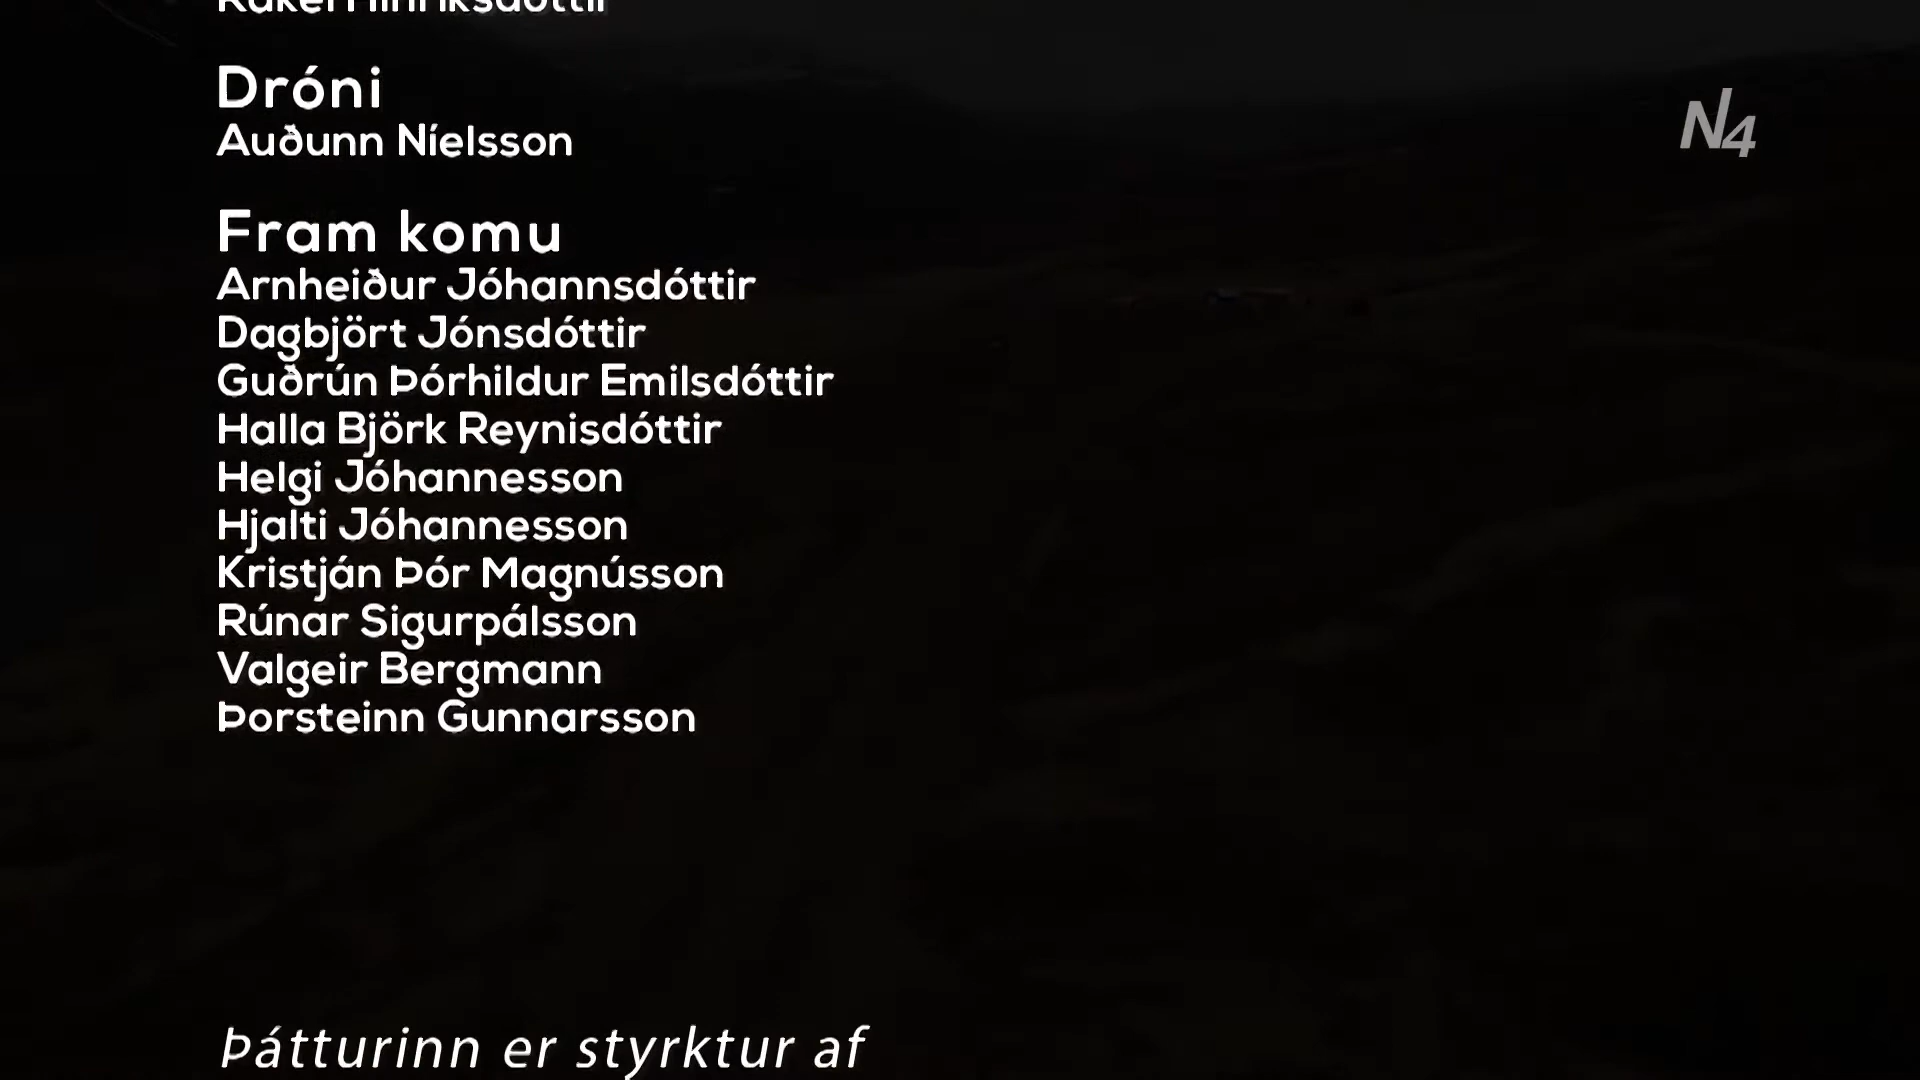 Dróni
Auðunn Níelsson
N4
Fram komu
Arnheiður Jóhannsdóttir
Dagbjört Jónsdóttir
Guðrún Þórhildur Emilsdóttir
Halla Björk Reynisdóttir
Helgi Jóhannesson
Hjalti Jóhannesson
Kristján Þór Magnússon
Rúnar Sigurpálsson
Valgeir Bergmann
Þorsteinn Gunnarsson
Þátturinn er styrktur af